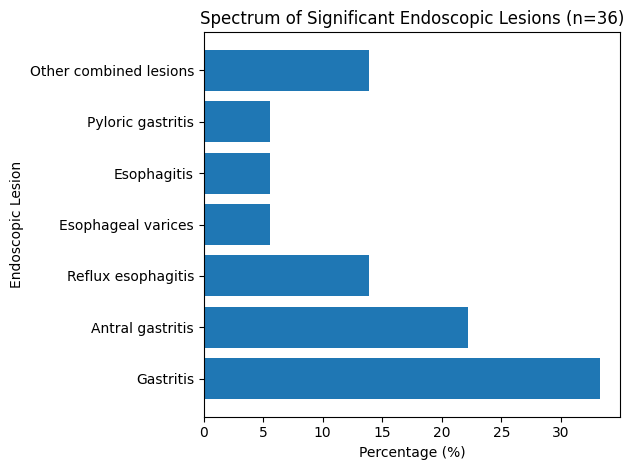 Spectrum of Significant Endoscopic Lesions (n=36)
Endoscopic Lesion
Other combined lesions
Pyloric gastritis
Esophagitis
Esophageal varices
Reflux esophagitis
Antral gastritis
Gastritis
0 5 10 15 20 25 30
Percentage (%)